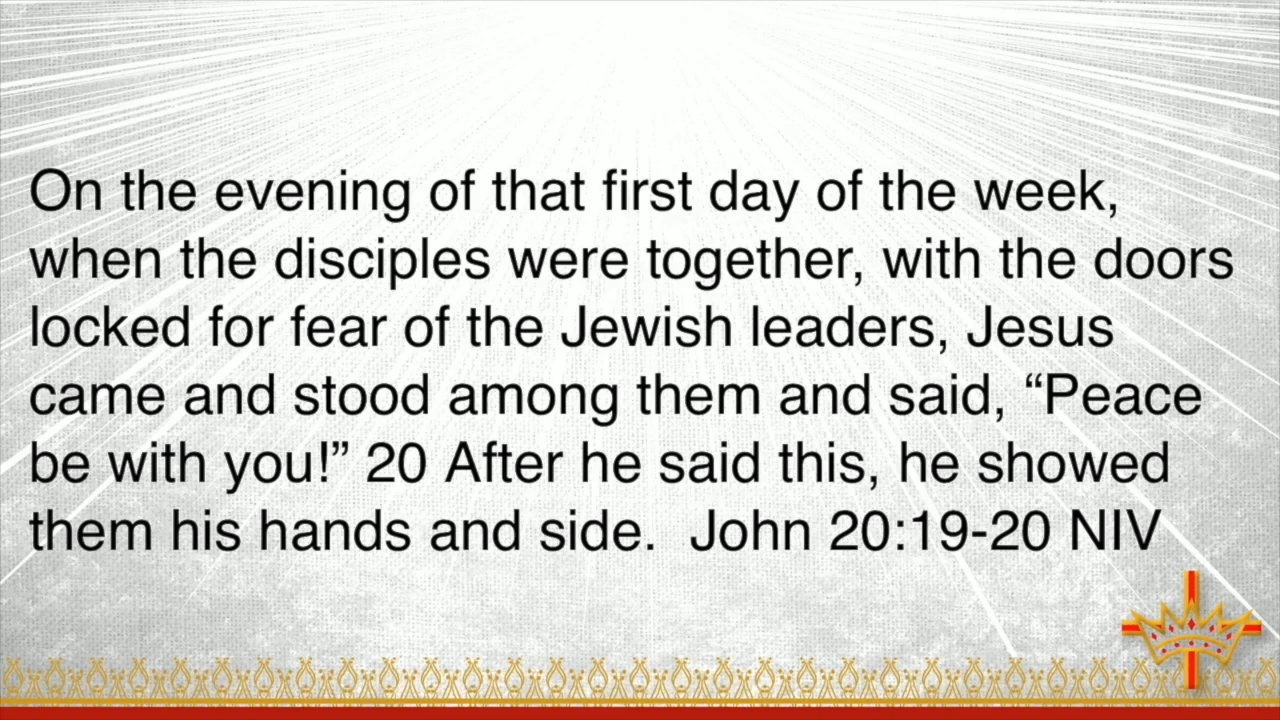 On the evening of that first day of the week,
when the disciples were together, with the doors
locked for fear of the Jewish leaders, Jesus
came and stood among them and said, “Peace
be with you!” 20 After he said this, he showed
them his hands and side.  John 20:19-20 NIV